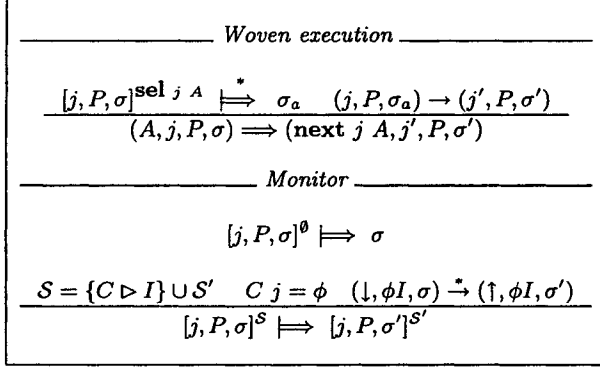 Woven execution
[j, P, σ]^{sel j A} ⊨⇒* σ_a    (j, P, σ_a) → (j′, P, σ′)
(A, j, P, σ) ⟹ (next j A, j′, P, σ′)
Monitor
[j, P, σ]^∅ ⊨⇒ σ
𝒮 = {C ▷ I} ∪ 𝒮′    C j = ϕ    (↓, ϕI, σ) →* (↑, ϕI, σ′)
[j, P, σ]^𝒮 ⊨⇒ [j, P, σ′]^{𝒮′}